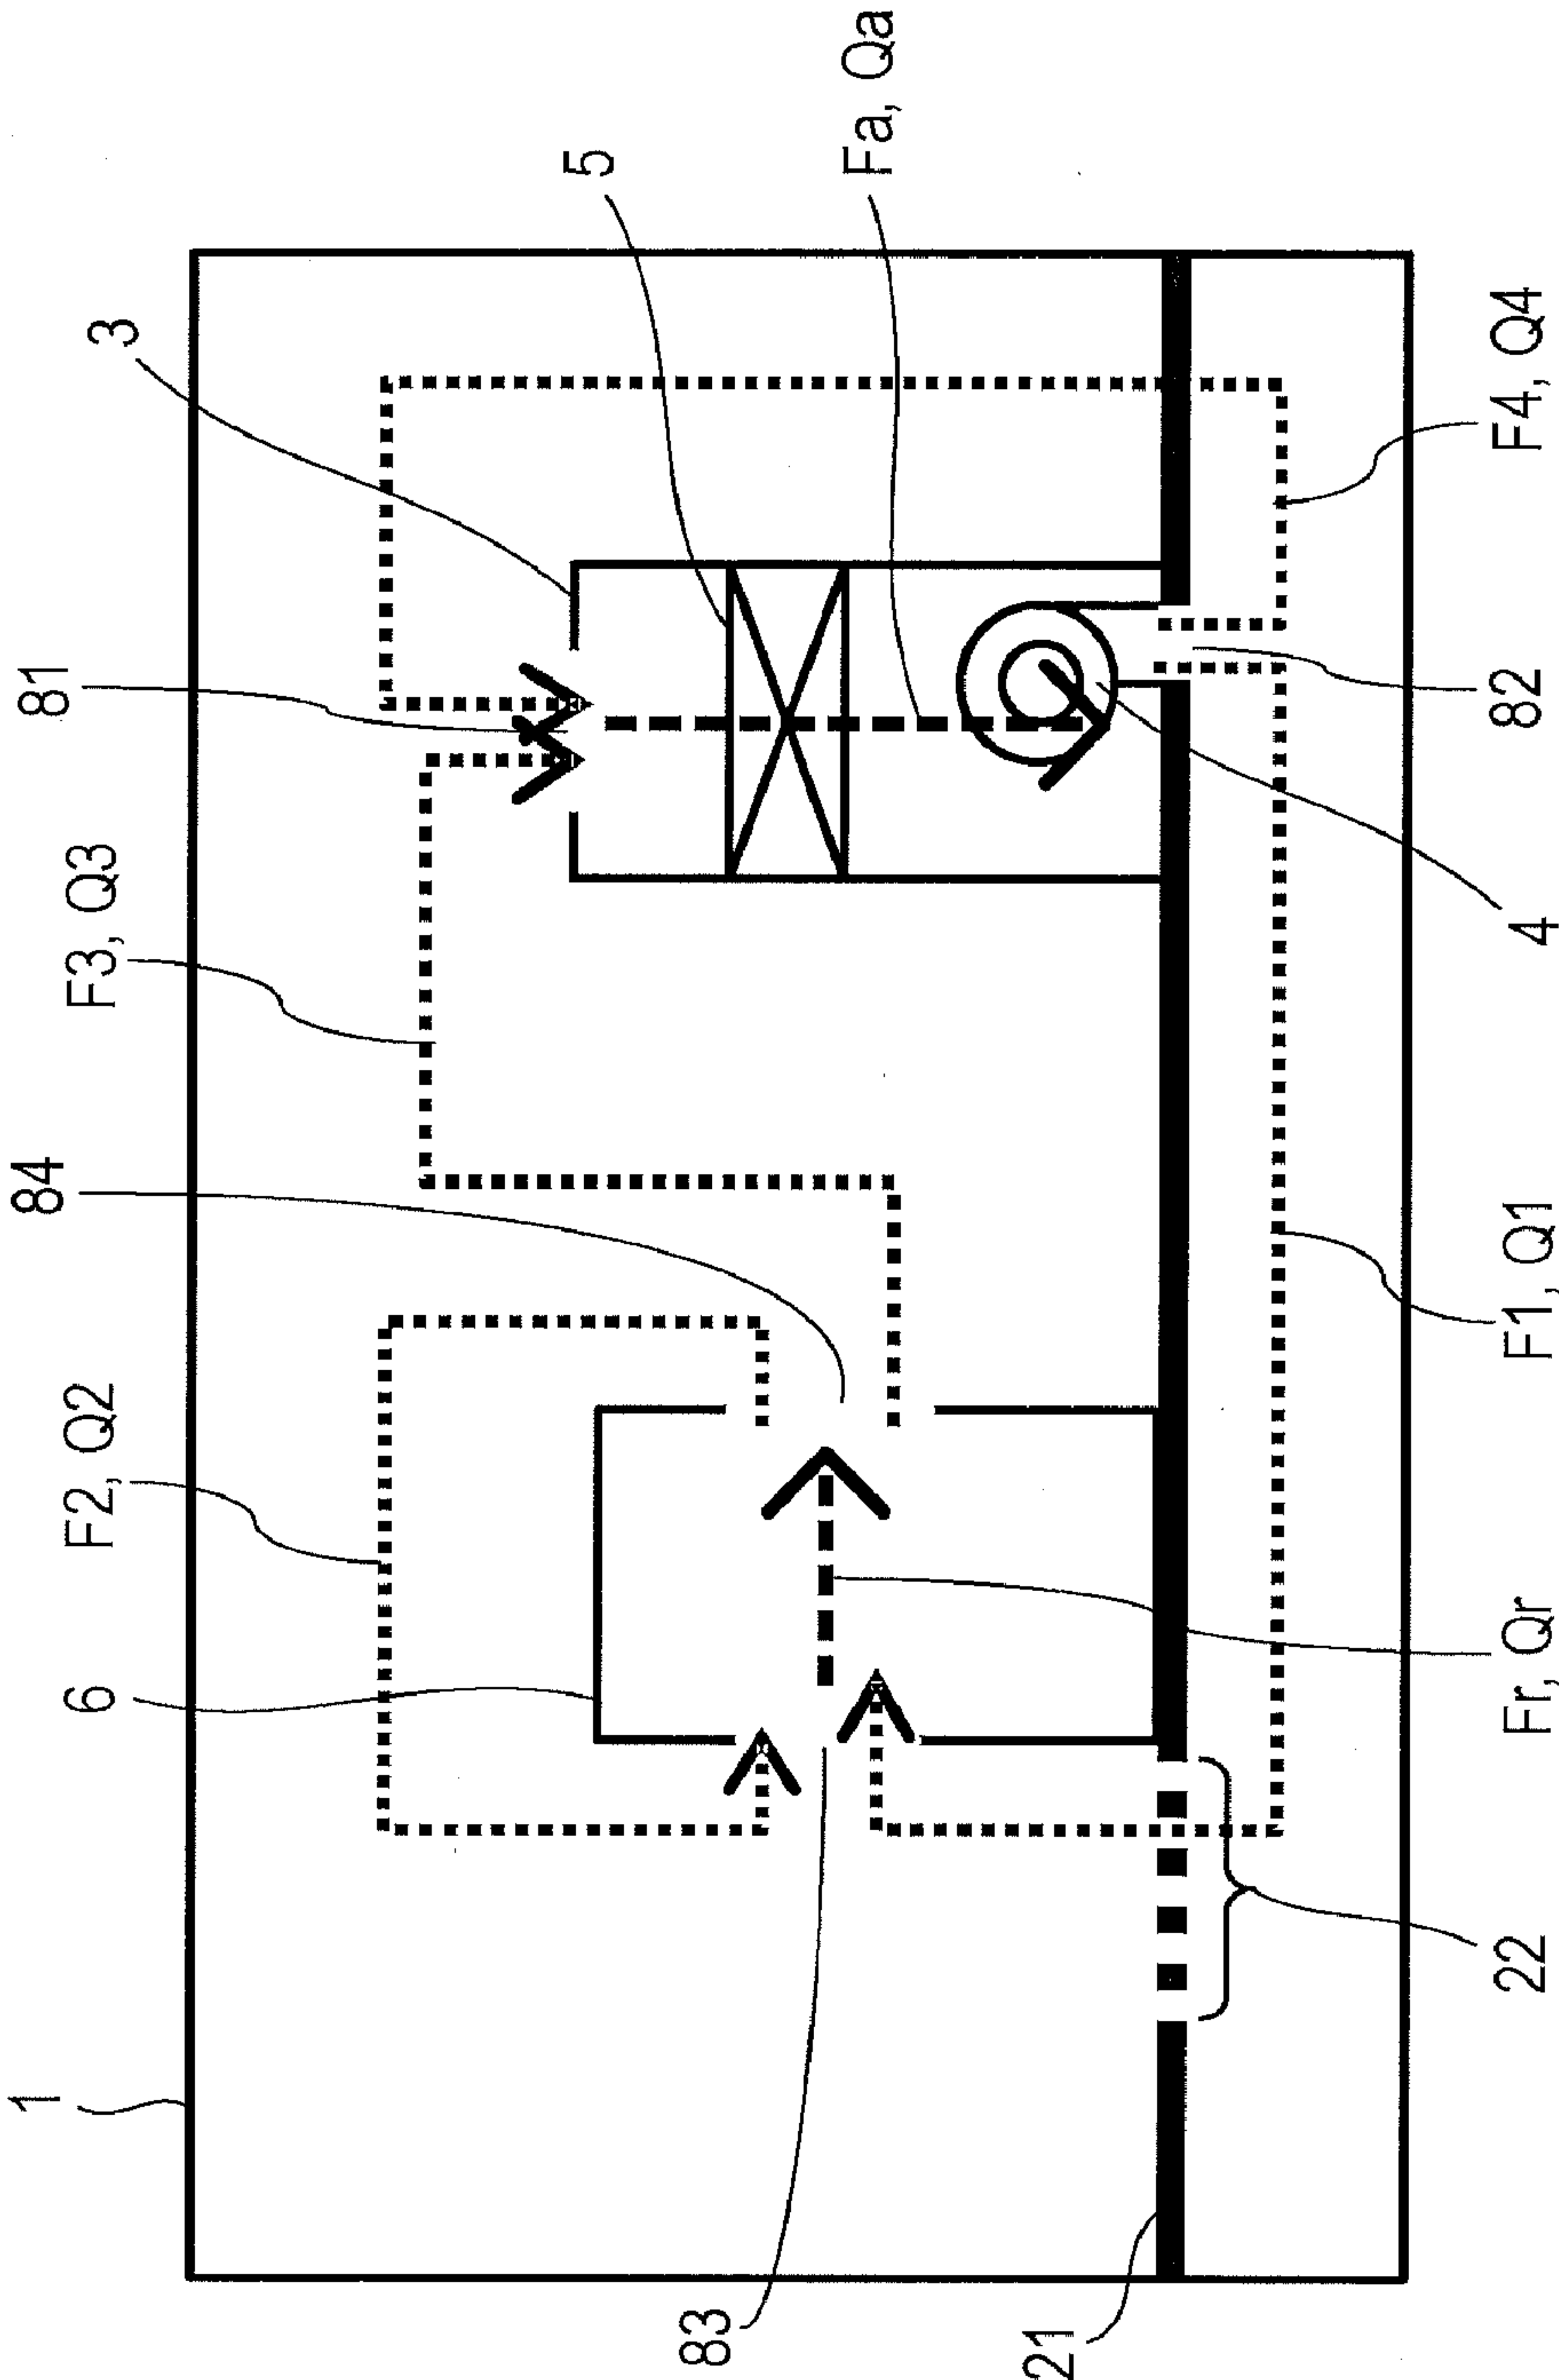 1
6
F2, Q2
84
F3, Q3
81
3
5
83
Fa, Qa
21
22
Fr, Qr
F1, Q1
4
82
F4, Q4